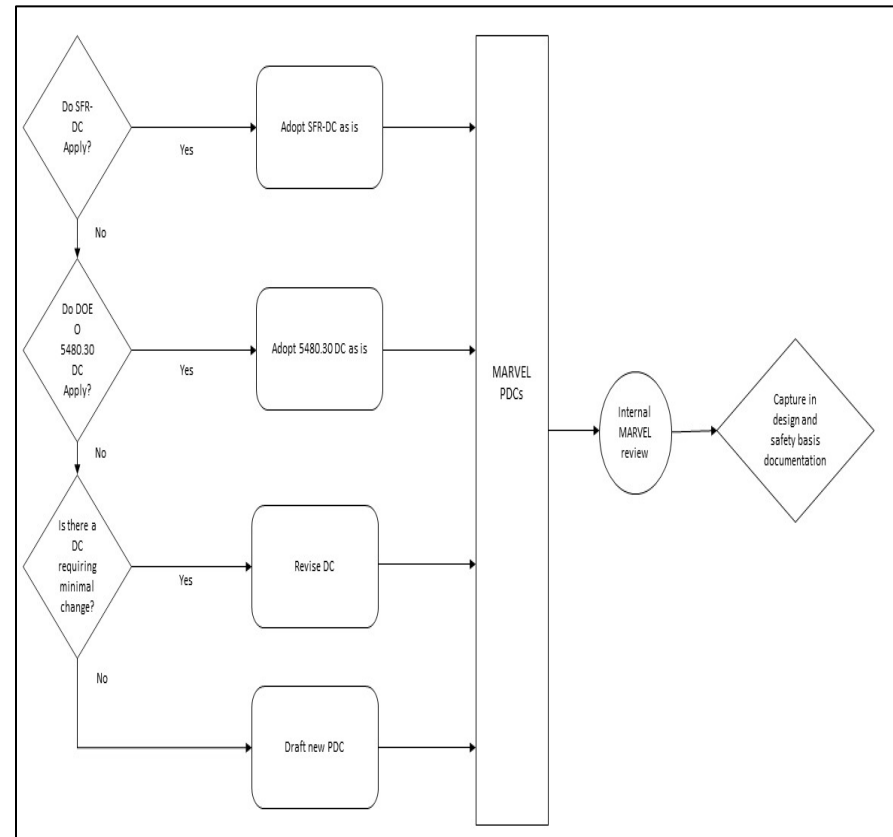 Do SFR-
DC
Apply?
Yes
Adopt SFR-DC as is
No
Do DOE
O
5480.30
DC
Apply?
Yes
Adopt 5480.30 DC as is
No
Is there a
DC
requiring
minimal
change?
Yes
Revise DC
No
Draft new PDC
MARVEL
PDCs
Internal
MARVEL
review
Capture in
design and
safety basis
documentation